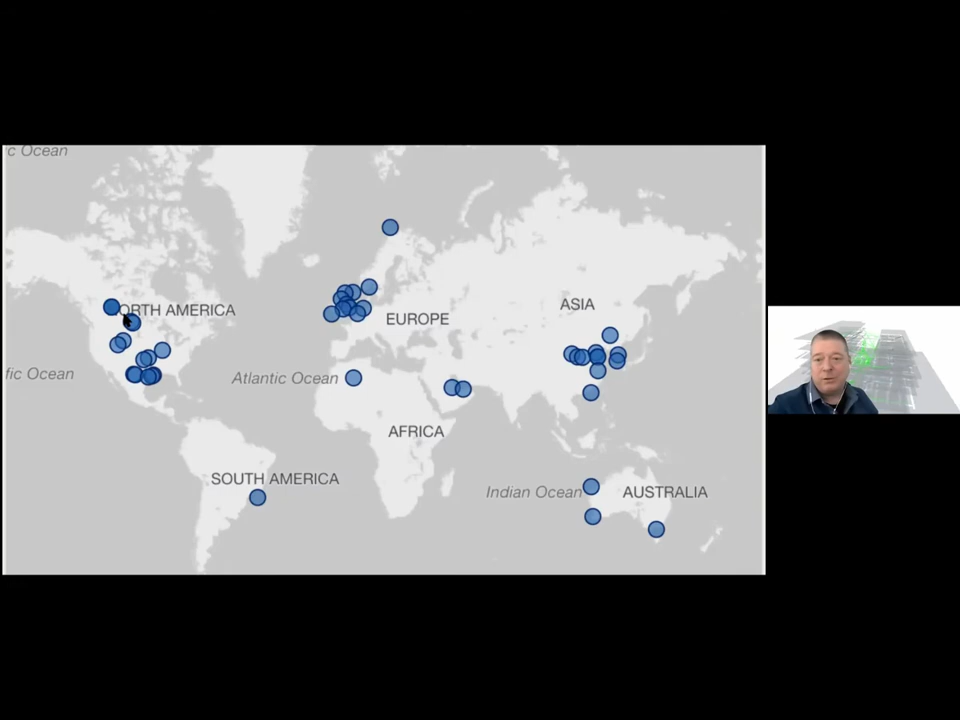 c Ocean
ORTH AMERICA
ASIA
EUROPE
fic Ocean
Atlantic Ocean
AFRICA
SOUTH AMERICA
Indian Ocean
AUSTRALIA